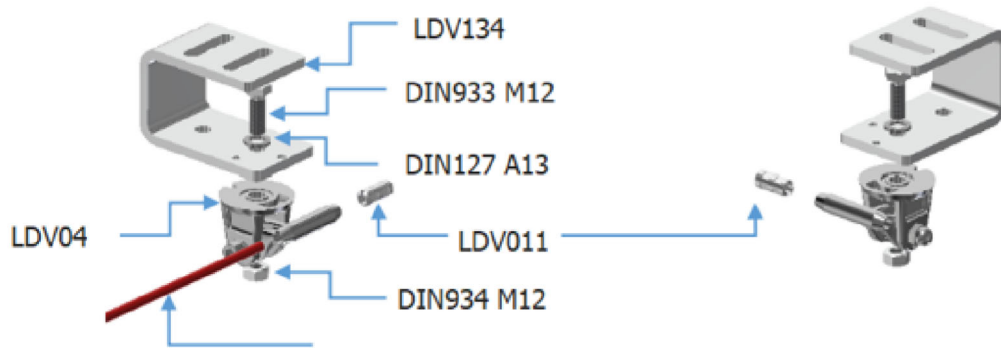 LDV134
DIN933 M12
DIN127 A13
LDV04
LDV011
DIN934 M12